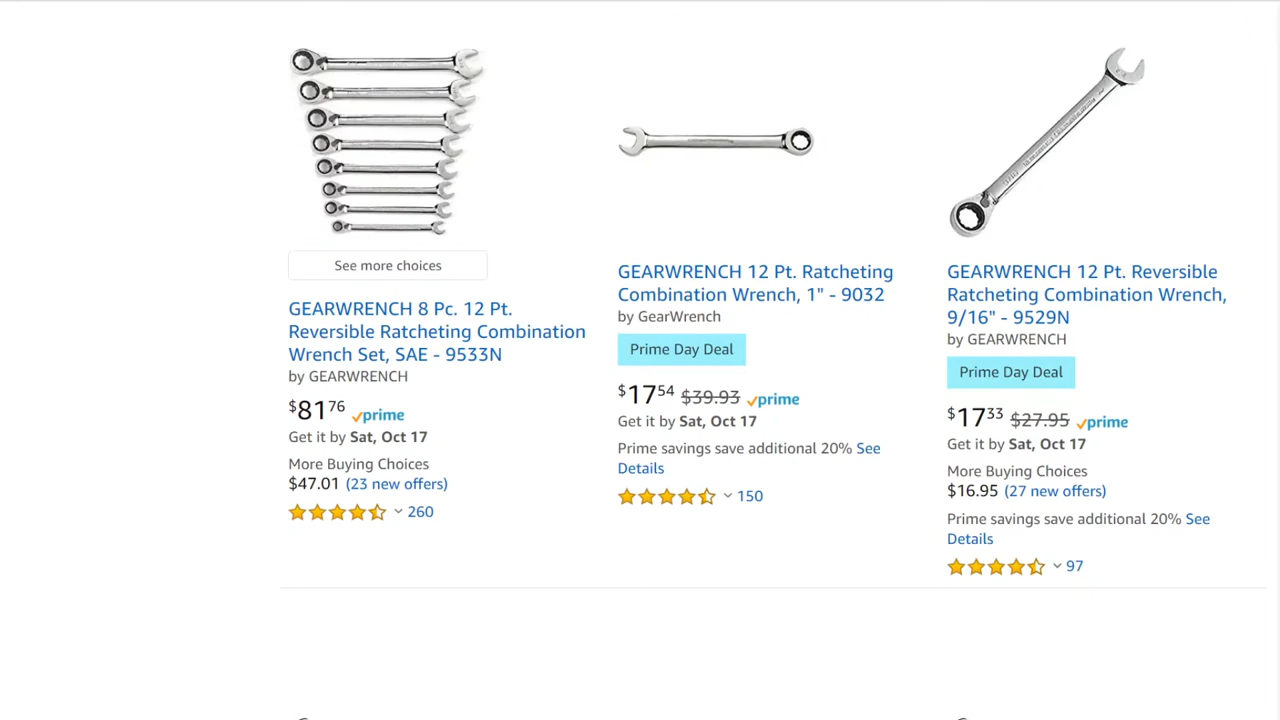 See more choices
GEARWRENCH 8 Pc. 12 Pt.
Reversible Ratcheting Combination
Wrench Set, SAE - 9533N
by GEARWRENCH
$81 76 prime
Get it by Sat, Oct 17
More Buying Choices
$47.01 (23 new offers)
260
GEARWRENCH 12 Pt. Ratcheting
Combination Wrench, 1" - 9032
by GearWrench
Prime Day Deal
$17 54 $39.93 prime
Get it by Sat, Oct 17
Prime savings save additional 20% See
Details
150
GEARWRENCH 12 Pt. Reversible
Ratcheting Combination Wrench,
9/16" - 9529N
by GEARWRENCH
Prime Day Deal
$17 33 $27.95 prime
Get it by Sat, Oct 17
More Buying Choices
$16.95 (27 new offers)
Prime savings save additional 20% See
Details
97